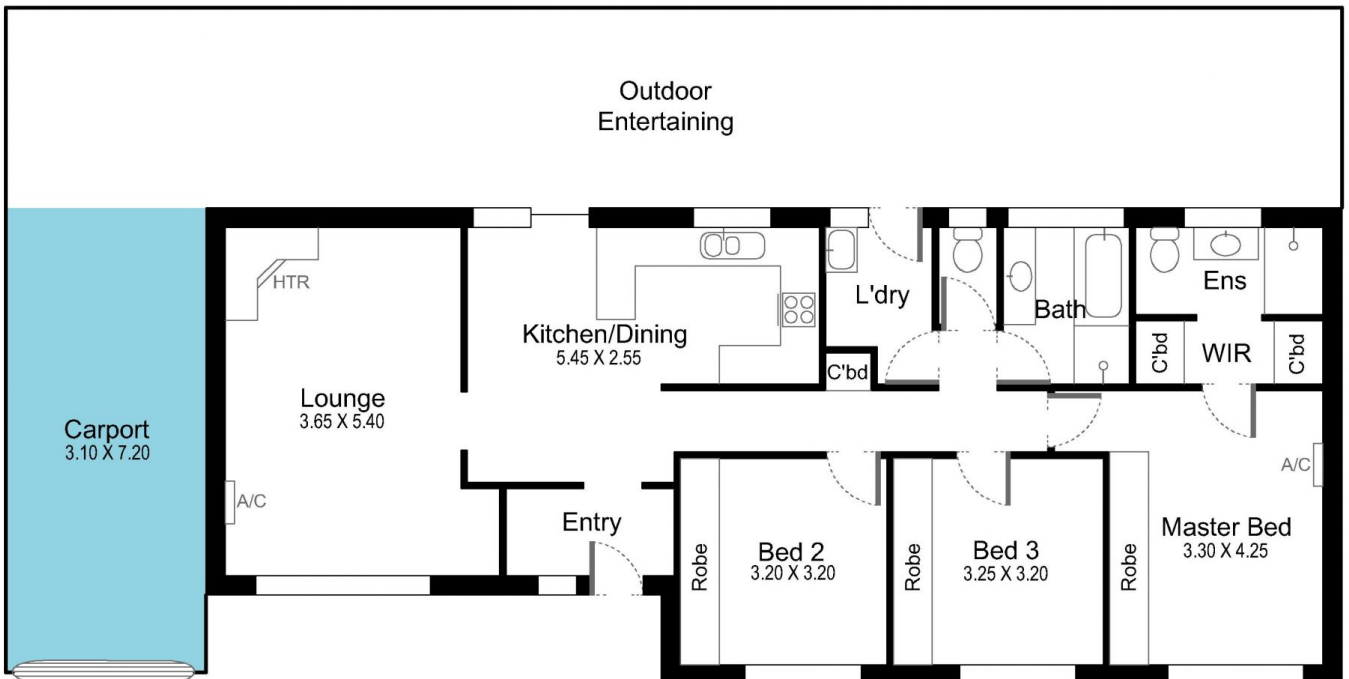 Outdoor
Entertaining
HTR
L'dry
Bath
Ens
Kitchen/Dining
5.45 X 2.55
C'bd
C'bd
WIR
C'bd
Lounge
3.65 X 5.40
Carport
3.10 X 7.20
A/C
A/C
Entry
Robe
Bed 2
3.20 X 3.20
Robe
Bed 3
3.25 X 3.20
Robe
Master Bed
3.30 X 4.25